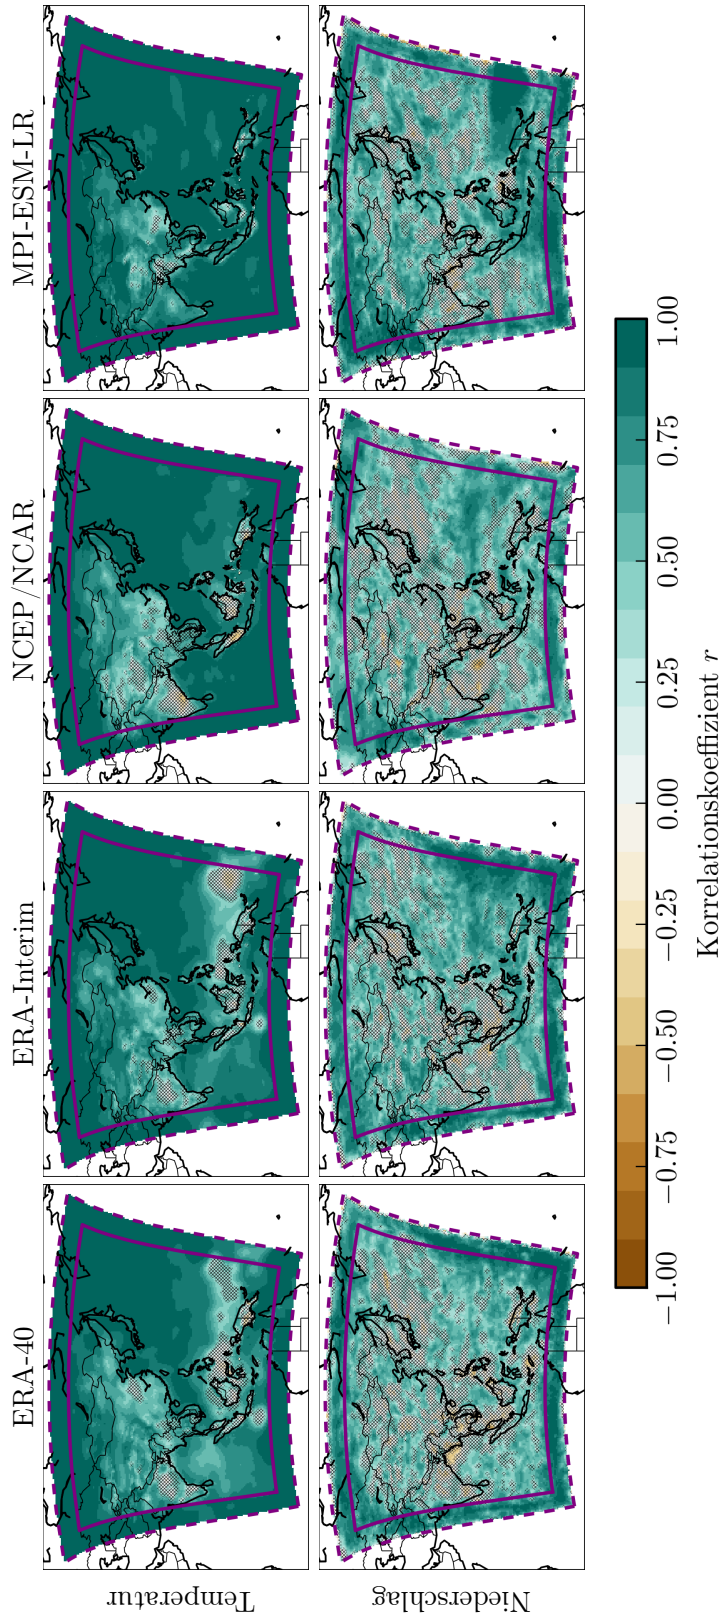 ERA-40
ERA-Interim
NCEP/NCAR
MPI-ESM-LR
Temperatur
Niederschlag
−1.00
−0.75
−0.50
−0.25
0.00
0.25
0.50
0.75
1.00
Korrelationskoeffizient r